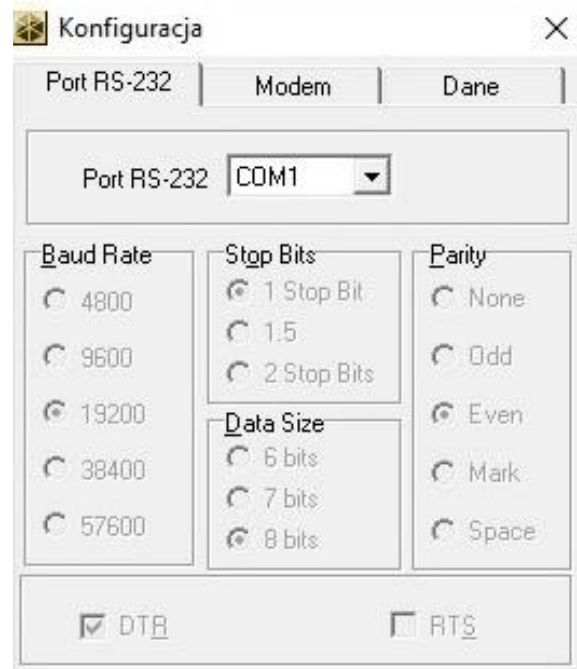 Konfiguracja
Port RS-232 Modem Dane
Port RS-232 COM1
Baud Rate
4800
9600
19200
38400
57600
Stop Bits
1 Stop Bit
1.5
2 Stop Bits
Data Size
6 bits
7 bits
8 bits
Parity
None
Odd
Even
Mark
Space
DTR RTS